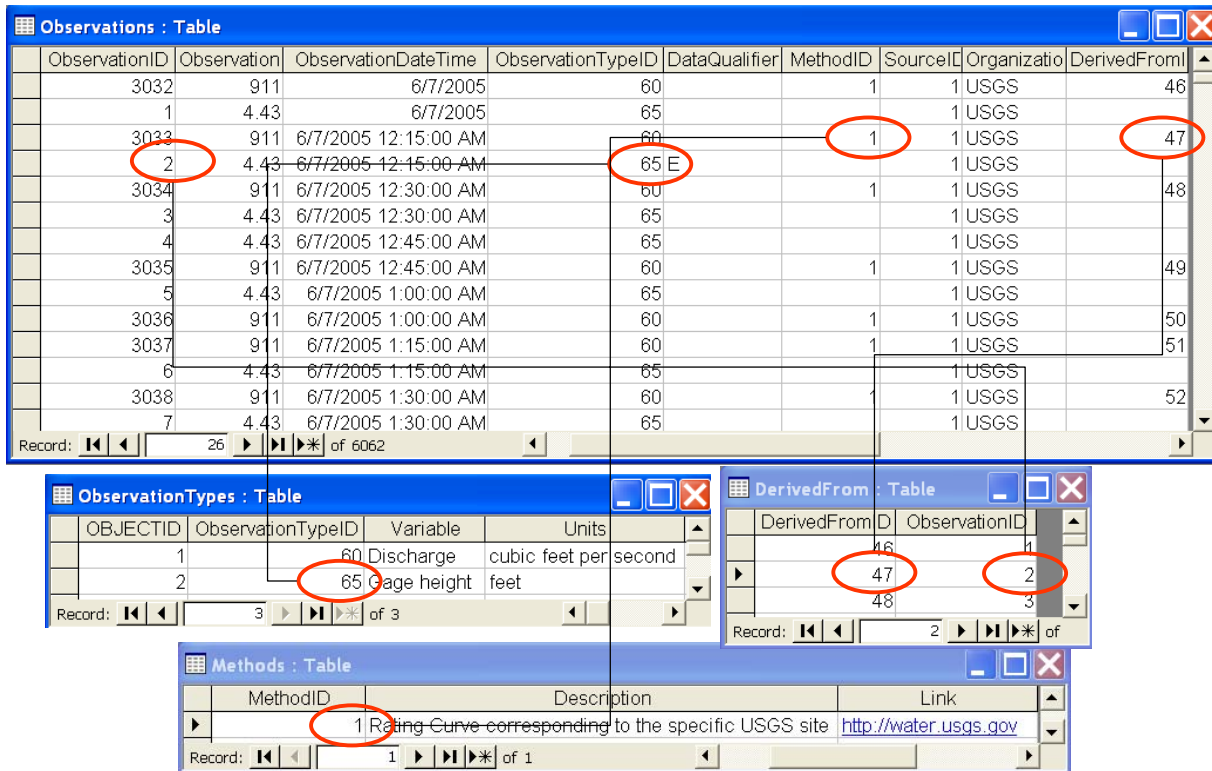 Observations : Table
ObservationID Observation ObservationDateTime ObservationTypeID DataQualifier MethodID SourceID Organizatio DerivedFromI
3032 911 6/7/2005 60 1 1 USGS 46
1 4.43 6/7/2005 65 1 USGS
3033 911 6/7/2005 12:15:00 AM 60 1 1 USGS 47
2 4.43 6/7/2005 12:15:00 AM 65 E 1 USGS
3034 911 6/7/2005 12:30:00 AM 60 1 1 USGS 48
3 4.43 6/7/2005 12:30:00 AM 65 1 USGS
4 4.43 6/7/2005 12:45:00 AM 65 1 USGS
3035 911 6/7/2005 12:45:00 AM 60 1 1 USGS 49
5 4.43 6/7/2005 1:00:00 AM 65 1 USGS
3036 911 6/7/2005 1:00:00 AM 60 1 1 USGS 50
3037 911 6/7/2005 1:15:00 AM 60 1 1 USGS 51
6 4.43 6/7/2005 1:15:00 AM 65 1 USGS
3038 911 6/7/2005 1:30:00 AM 60 1 1 USGS 52
7 4.43 6/7/2005 1:30:00 AM 65 1 USGS
Record: 26 of 6062
ObservationTypes : Table
OBJECTID ObservationTypeID Variable Units
1 60 Discharge cubic feet per second
2 65 Gage height feet
Record: 3 of 3
DerivedFrom : Table
DerivedFromID ObservationID
46 1
47 2
48 3
Record: 2 of
Methods : Table
MethodID Description Link
1 Rating Curve corresponding to the specific USGS site http://water.usgs.gov
Record: 1 of 1